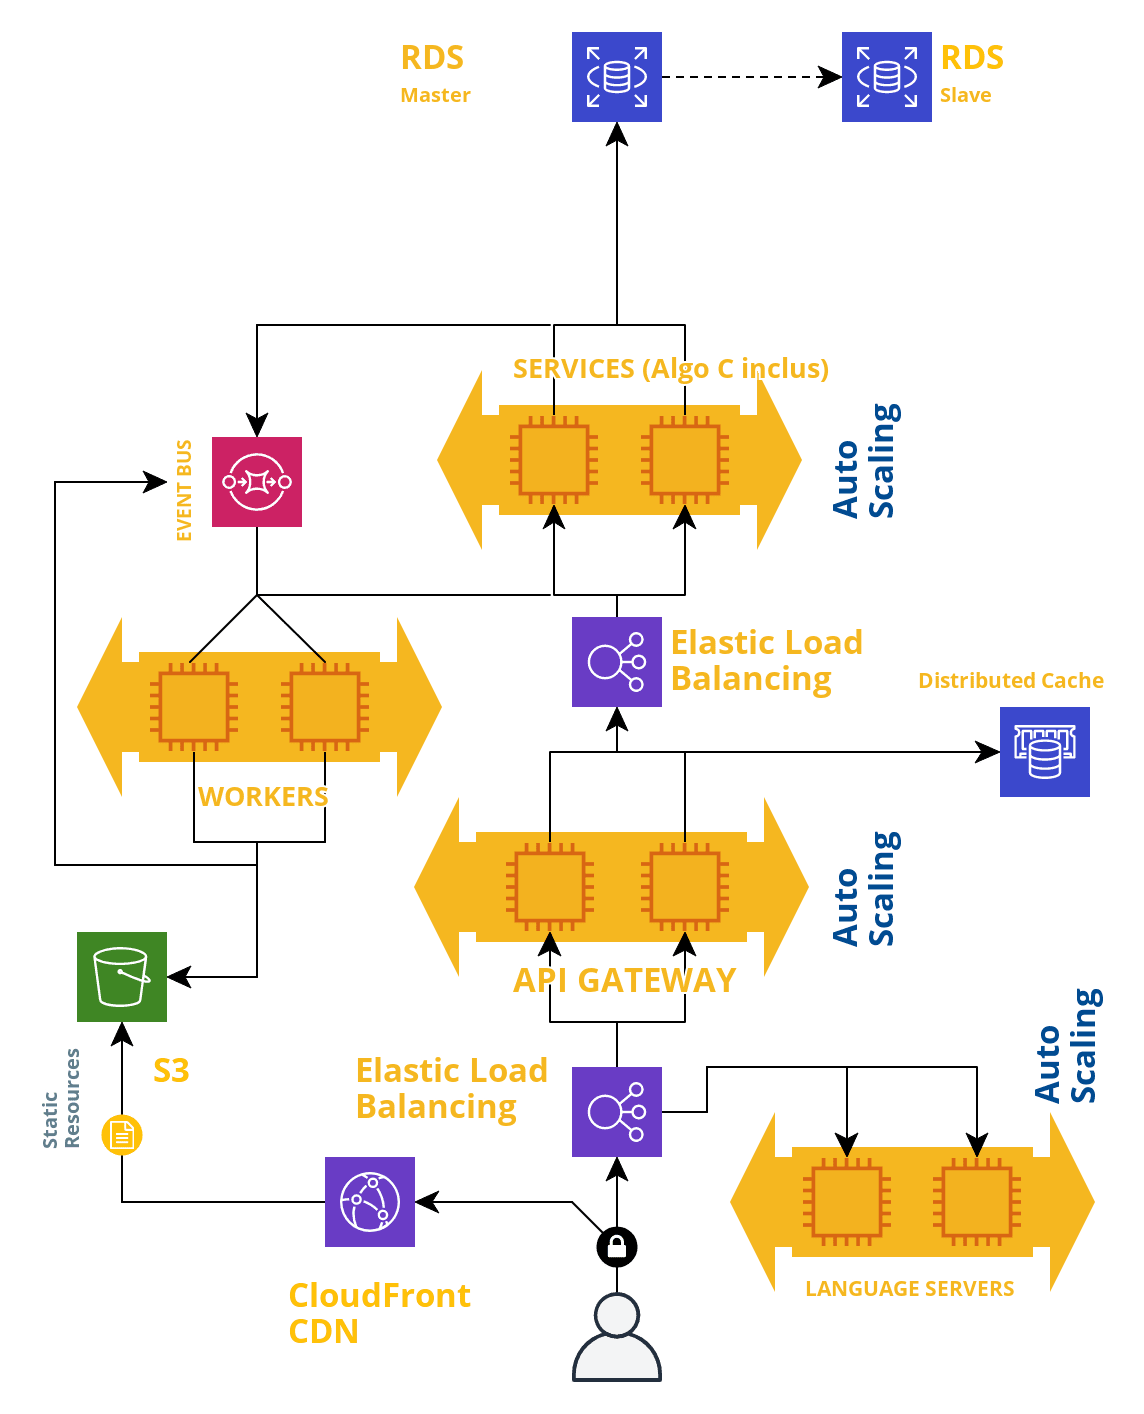 RDS
Master
RDS
Slave
SERVICES (Algo C inclus)
Auto
Scaling
EVENT BUS
Elastic Load
Balancing
Distributed Cache
WORKERS
Auto
Scaling
API GATEWAY
Auto
Scaling
Elastic Load
Balancing
S3
Static
Resources
LANGUAGE SERVERS
CloudFront
CDN